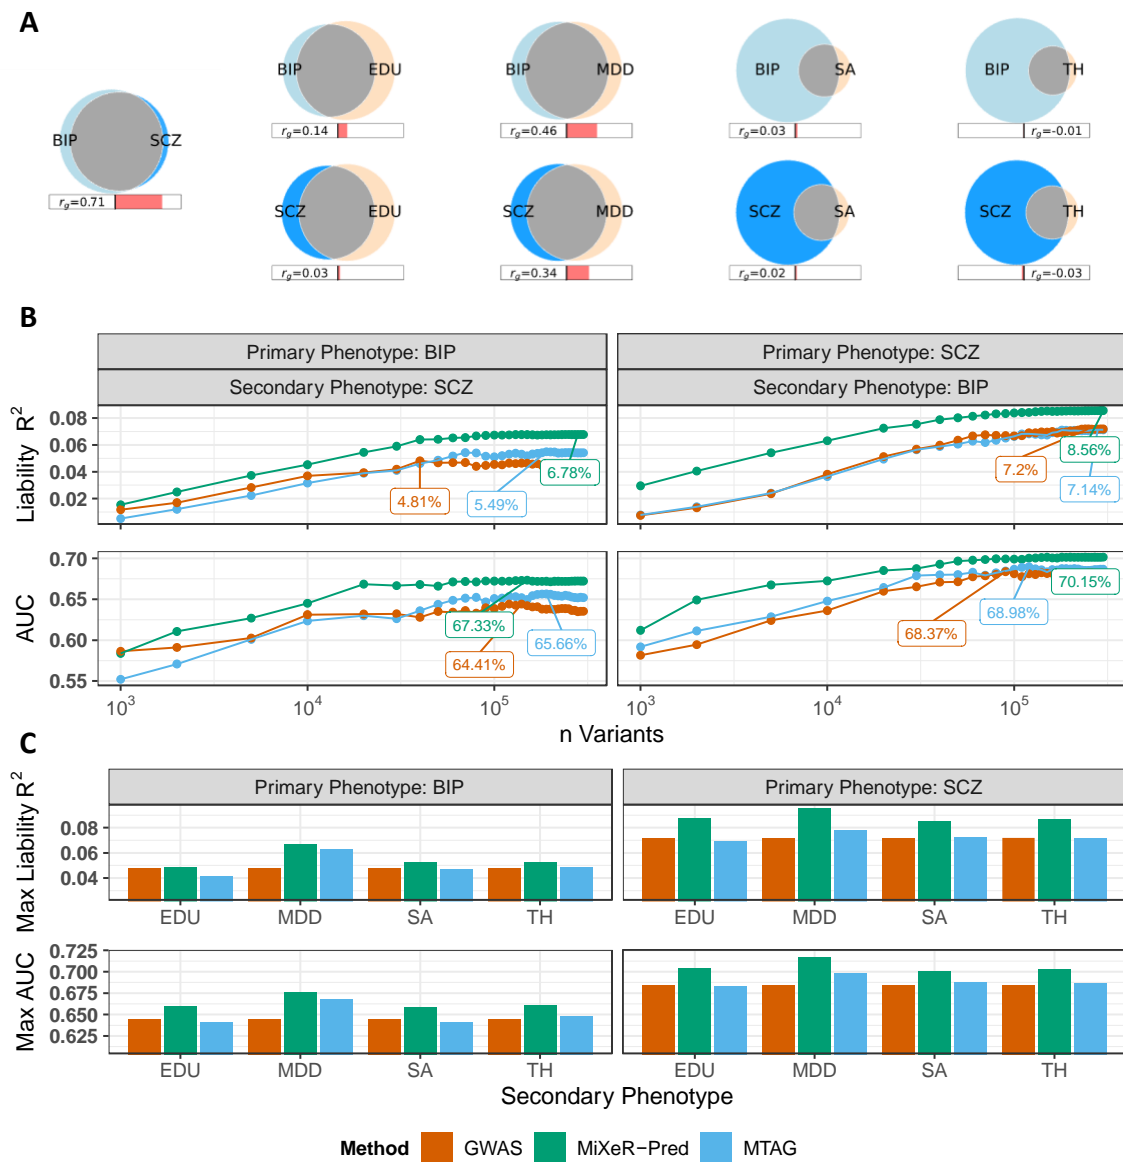 A
BIP EDU
rg=0.14
BIP MDD
rg=0.46
BIP SA
rg=0.03
BIP TH
rg=-0.01
BIP SCZ
rg=0.71
SCZ EDU
rg=0.03
SCZ MDD
rg=0.34
SCZ SA
rg=0.02
SCZ TH
rg=-0.03
B
Primary Phenotype: BIP
Primary Phenotype: SCZ
Secondary Phenotype: SCZ
Secondary Phenotype: BIP
Liability R²
0.08
0.06
0.04
0.02
4.81%
5.49%
6.78%
7.2%
8.56%
7.14%
AUC
0.70
0.65
0.60
0.55
67.33%
64.41%
65.66%
68.37%
68.98%
70.15%
10³ 10⁴ 10⁵ 10³ 10⁴ 10⁵
n Variants
C
Primary Phenotype: BIP
Primary Phenotype: SCZ
Max Liability R²
0.08
0.06
0.04
EDU MDD SA TH EDU MDD SA TH
Max AUC
0.725
0.700
0.675
0.650
0.625
EDU MDD SA TH EDU MDD SA TH
Secondary Phenotype
Method GWAS MiXeR−Pred MTAG